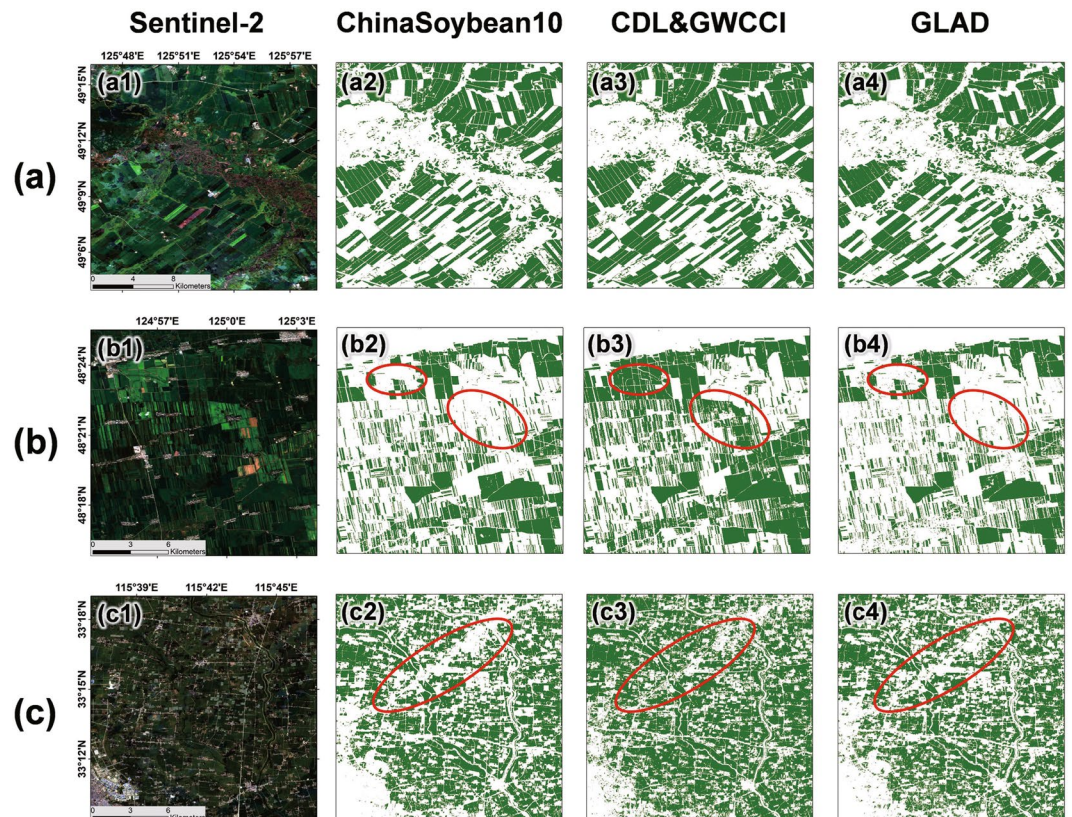 Sentinel-2 ChinaSoybean10 CDL&GWCCI GLAD
125°48'E 125°51'E 125°54'E 125°57'E
(a)
49°15'N
49°12'N
49°9'N
49°6'N
(a1) (a2) (a3) (a4)
0 4 8
Kilometers
124°57'E 125°0'E 125°3'E
(b)
48°24'N
48°21'N
48°18'N
(b1) (b2) (b3) (b4)
0 3 6
Kilometers
115°39'E 115°42'E 115°45'E
(c)
33°18'N
33°15'N
33°12'N
(c1) (c2) (c3) (c4)
0 3 6
Kilometers